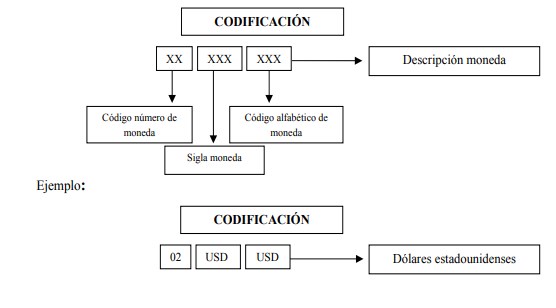 CODIFICACIÓN
XX XXX XXX Descripción moneda
Código número de
moneda
Código alfabético de
moneda
Sigla moneda
Ejemplo:
CODIFICACIÓN
02 USD USD Dólares estadounidenses